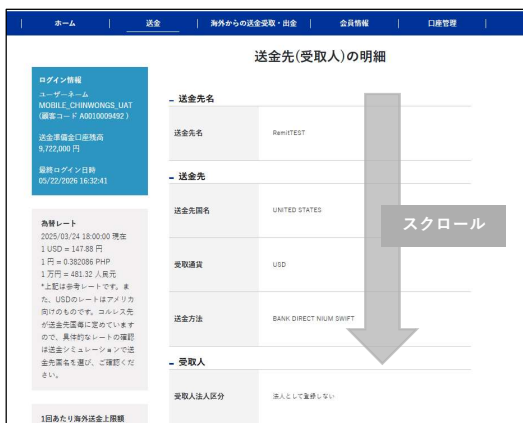 ホーム
送金
海外からの送金受取・出金
会員情報
口座管理
送金先(受取人)の明細
ログイン情報
ユーザーネーム
MOBILE_CHINWONGS_UAT
(顧客コード A0010009492 )
送金準備金口座残高
9,722,000 円
最終ログイン日時
05/22/2026 16:32:41
為替レート
2025/03/24 18:00:00 現在
1 USD = 147.88 円
1 円 = 0.382086 PHP
1 万円 = 481.32 人民元
*上記は参考レートです。ま
た、USDのレートはアメリカ
向けのものです。コルレス先
が送金先国毎に定めています
ので、具体的なレートの確認
は送金シミュレーションで送
金先国名を選び、ご確認くだ
さい。
1回あたり海外送金上限額
送金先名
送金先名 RemitTEST
送金先
送金先国名 UNITED STATES
スクロール
受取通貨 USD
送金方法 BANK DIRECT NIUM SWIFT
受取人
受取人法人区分 法人として登録しない